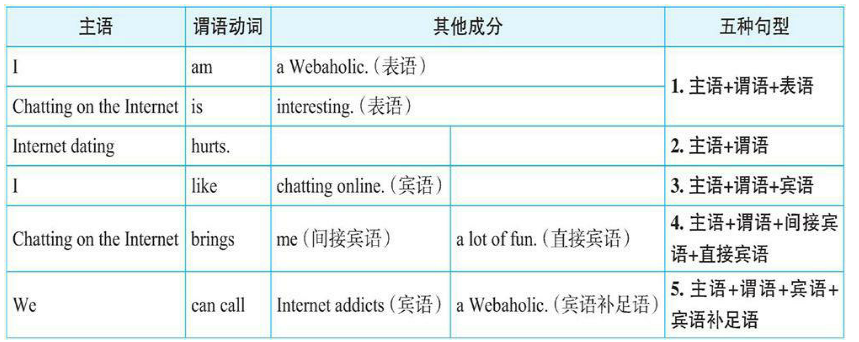 主语 谓语动词 其他成分 五种句型
I am a Webaholic.(表语)
1. 主语+谓语+表语
Chatting on the Internet is interesting.(表语)
Internet dating hurts. 2. 主语+谓语
I like chatting online.(宾语) 3. 主语+谓语+宾语
Chatting on the Internet brings me(间接宾语) a lot of fun.(直接宾语) 4. 主语+谓语+间接宾
语+直接宾语
We can call Internet addicts(宾语) a Webaholic.(宾语补足语) 5. 主语+谓语+宾语+
宾语补足语